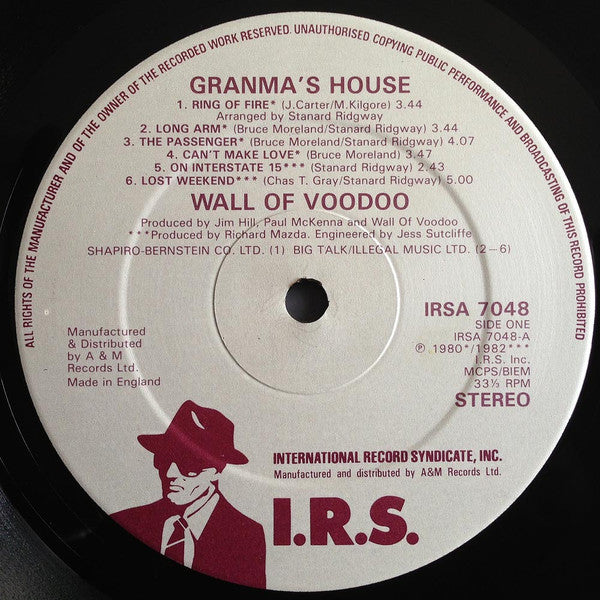 ALL RIGHTS OF THE MANUFACTURER AND OF THE OWNER OF THE RECORDED WORK RESERVED. UNAUTHORISED COPYING PUBLIC PERFORMANCE AND BROADCASTING OF THIS RECORD PROHIBITED
GRANMA'S HOUSE
1. RING OF FIRE* (J.Carter/M.Kilgore) 3.44
Arranged by Stanard Ridgway
2. LONG ARM* (Bruce Moreland/Stanard Ridgway) 3.44
3. THE PASSENGER* (Bruce Moreland/Stanard Ridgway) 4.07
4. CAN'T MAKE LOVE* (Bruce Moreland) 3.47
5. ON INTERSTATE 15*** (Stanard Ridgway) 2.43
6. LOST WEEKEND*** (Chas T. Gray/Stanard Ridgway) 5.00
WALL OF VOODOO
Produced by Jim Hill, Paul McKenna and Wall Of Voodoo
***Produced by Richard Mazda. Engineered by Jess Sutcliffe
SHAPIRO-BERNSTEIN CO. LTD. (1) BIG TALK/ILLEGAL MUSIC LTD. (2-6)
Manufactured
& Distributed
by A & M
Records Ltd.
Made in England
IRSA 7048
SIDE ONE
IRSA 7048-A
℗ 1980*/1982***
I.R.S. Inc.
MCPS/BIEM
33⅓ RPM
STEREO
INTERNATIONAL RECORD SYNDICATE, INC.
Manufactured and distributed by A&M Records Ltd.
I.R.S.